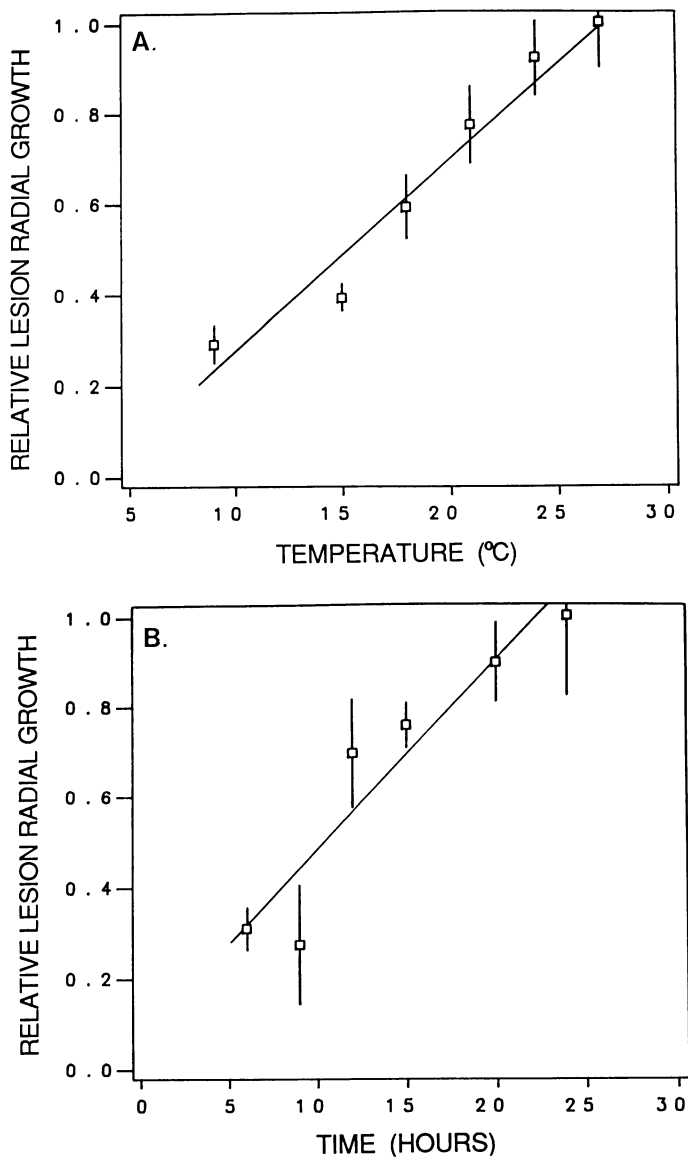 A.
RELATIVE LESION RADIAL GROWTH
1.0
0.8
0.6
0.4
0.2
0.0
5 10 15 20 25 30
TEMPERATURE (ºC)
B.
RELATIVE LESION RADIAL GROWTH
1.0
0.8
0.6
0.4
0.2
0.0
0 5 10 15 20 25 30
TIME (HOURS)